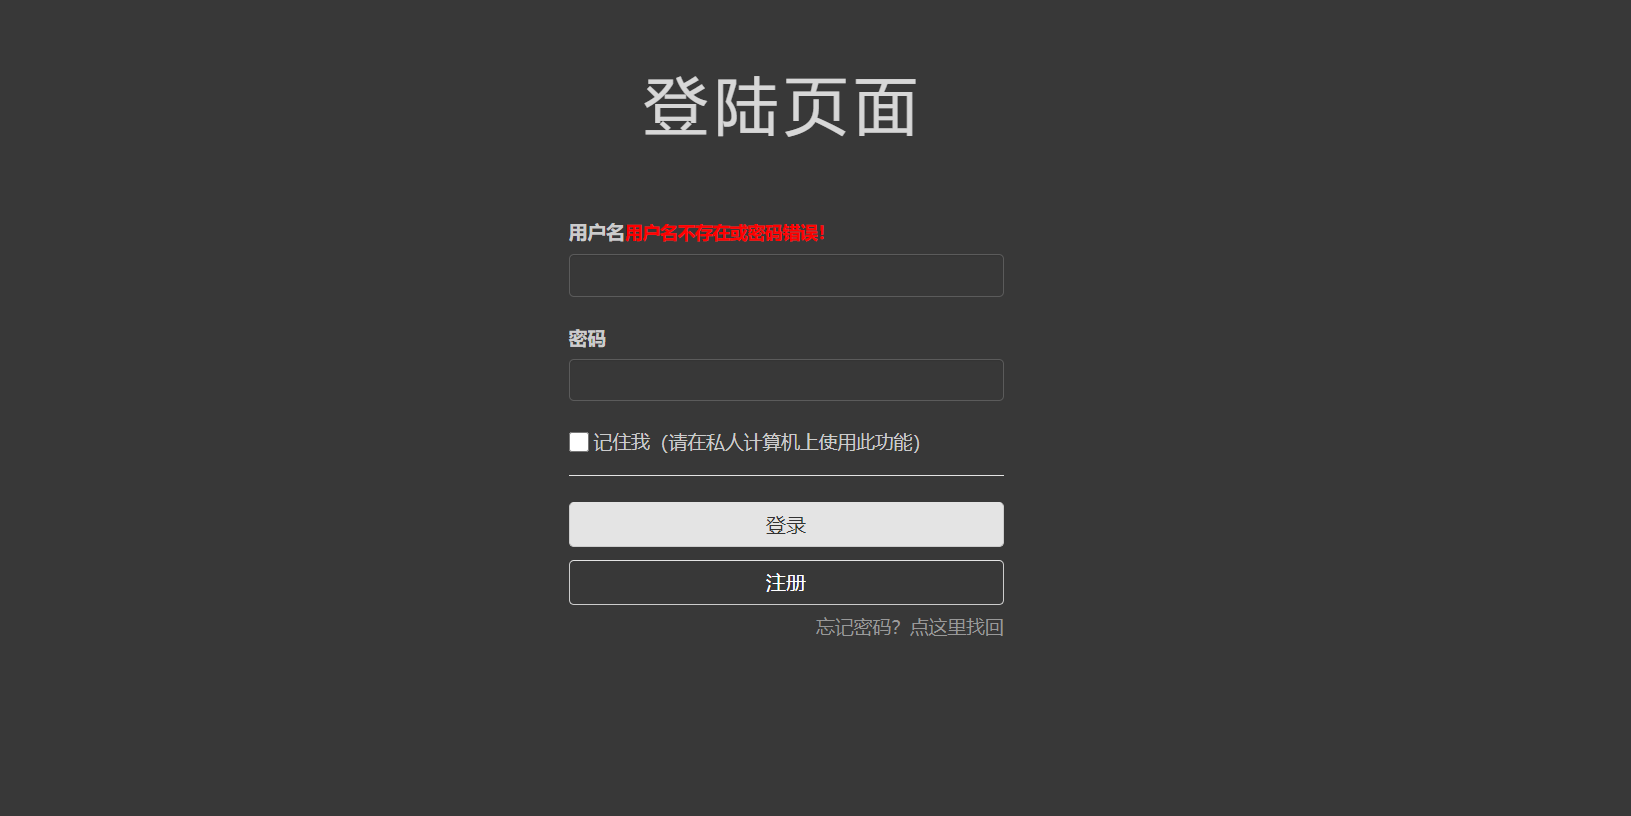 登陆页面
用户名用户名不存在或密码错误!
密码
记住我（请在私人计算机上使用此功能）
登录
注册
忘记密码？点这里找回